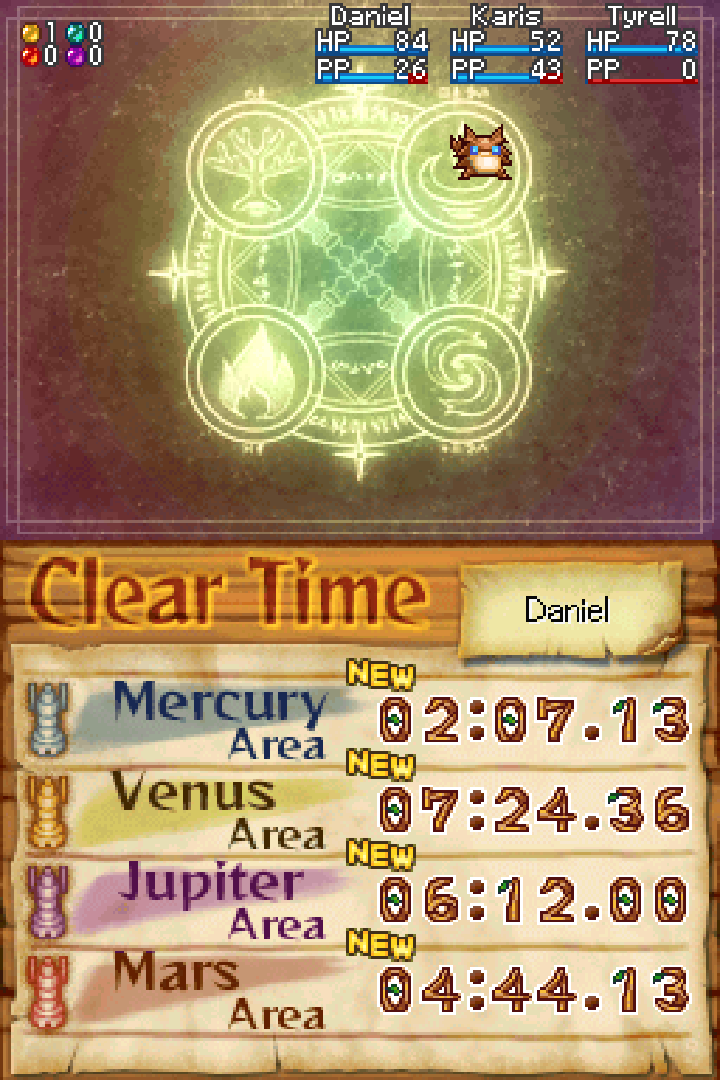 Daniel Karis Tyrell
1 0 HP 84 HP 52 HP 78
0 0 PP 26 PP 43 PP 0
Clear Time
Daniel
NEW
Mercury Area 02:07.13
NEW
Venus Area 07:24.36
NEW
Jupiter Area 06:12.00
NEW
Mars Area 04:44.13